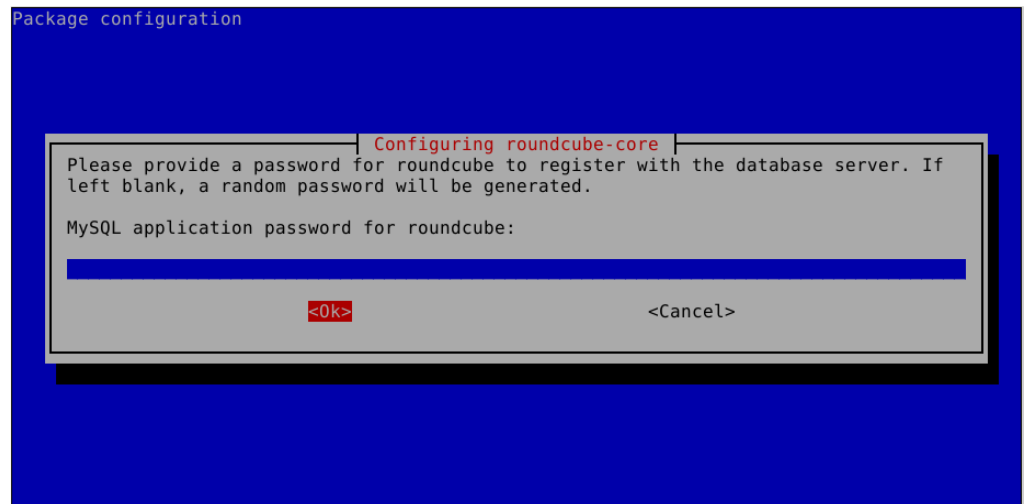 Package configuration
Configuring roundcube-core
Please provide a password for roundcube to register with the database server. If
left blank, a random password will be generated.
MySQL application password for roundcube:
<Ok> <Cancel>